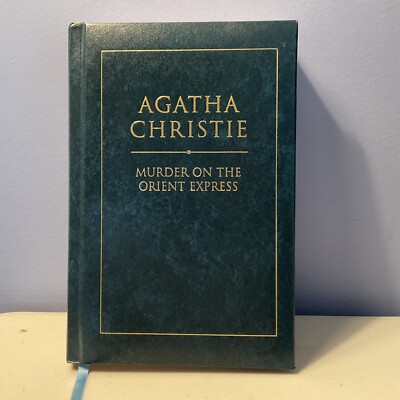 AGATHA
CHRISTIE
MURDER ON THE
ORIENT EXPRESS